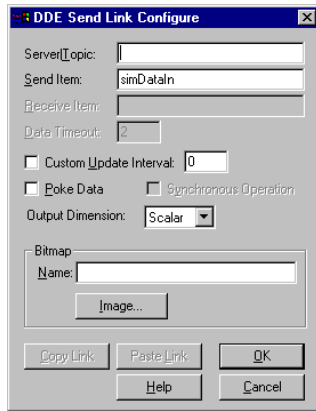 DDE Send Link Configure
Server|Topic:
Send Item: simDataIn
Receive Item:
Data Timeout: 2
Custom Update Interval: 0
Poke Data Synchronous Operation
Output Dimension: Scalar
Bitmap
Name:
Image...
Copy Link Paste Link OK
Help Cancel